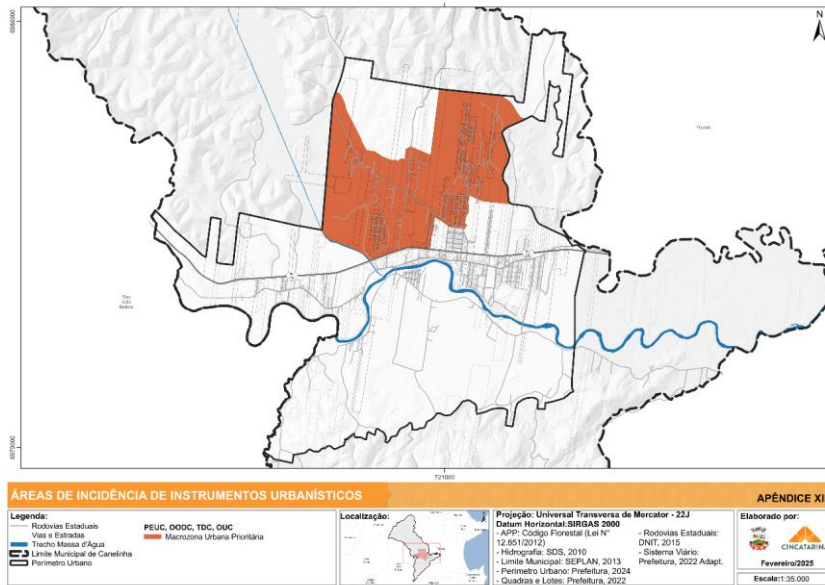 6980000
N
Tijucas
São
João
Batista
6970000
721000
ÁREAS DE INCIDÊNCIA DE INSTRUMENTOS URBANÍSTICOS
APÊNDICE XI
Legenda:
Rodovias Estaduais
Vias e Estradas
Trecho Massa d'Água
Limite Municipal de Canelinha
Perímetro Urbano
PEUC, OODC, TDC, OUC
Macrozona Urbana Prioritária
Localização:
Projeção: Universal Transversa de Mercator - 22J
Datum Horizontal:SIRGAS 2000
- APP: Código Florestal (Lei N°
12.651/2012)
- Hidrografia: SDS, 2010
- Limite Municipal: SEPLAN, 2013
- Perímetro Urbano: Prefeitura, 2024
- Quadras e Lotes: Prefeitura, 2022
- Rodovias Estaduais:
DNIT, 2015
- Sistema Viário:
Prefeitura, 2022 Adapt.
Elaborado por:
CINCATARINA
Fevereiro/2025
Escala:1:35.000